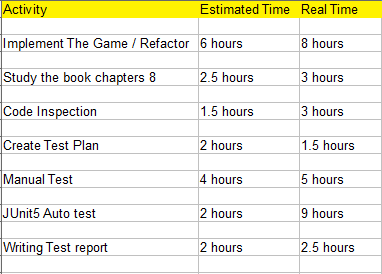 Activity Estimated Time Real Time
Implement The Game / Refactor 6 hours 8 hours
Study the book chapters 8 2.5 hours 3 hours
Code Inspection 1.5 hours 3 hours
Create Test Plan 2 hours 1.5 hours
Manual Test 4 hours 5 hours
JUnit5 Auto test 2 hours 9 hours
Writing Test report 2 hours 2.5 hours